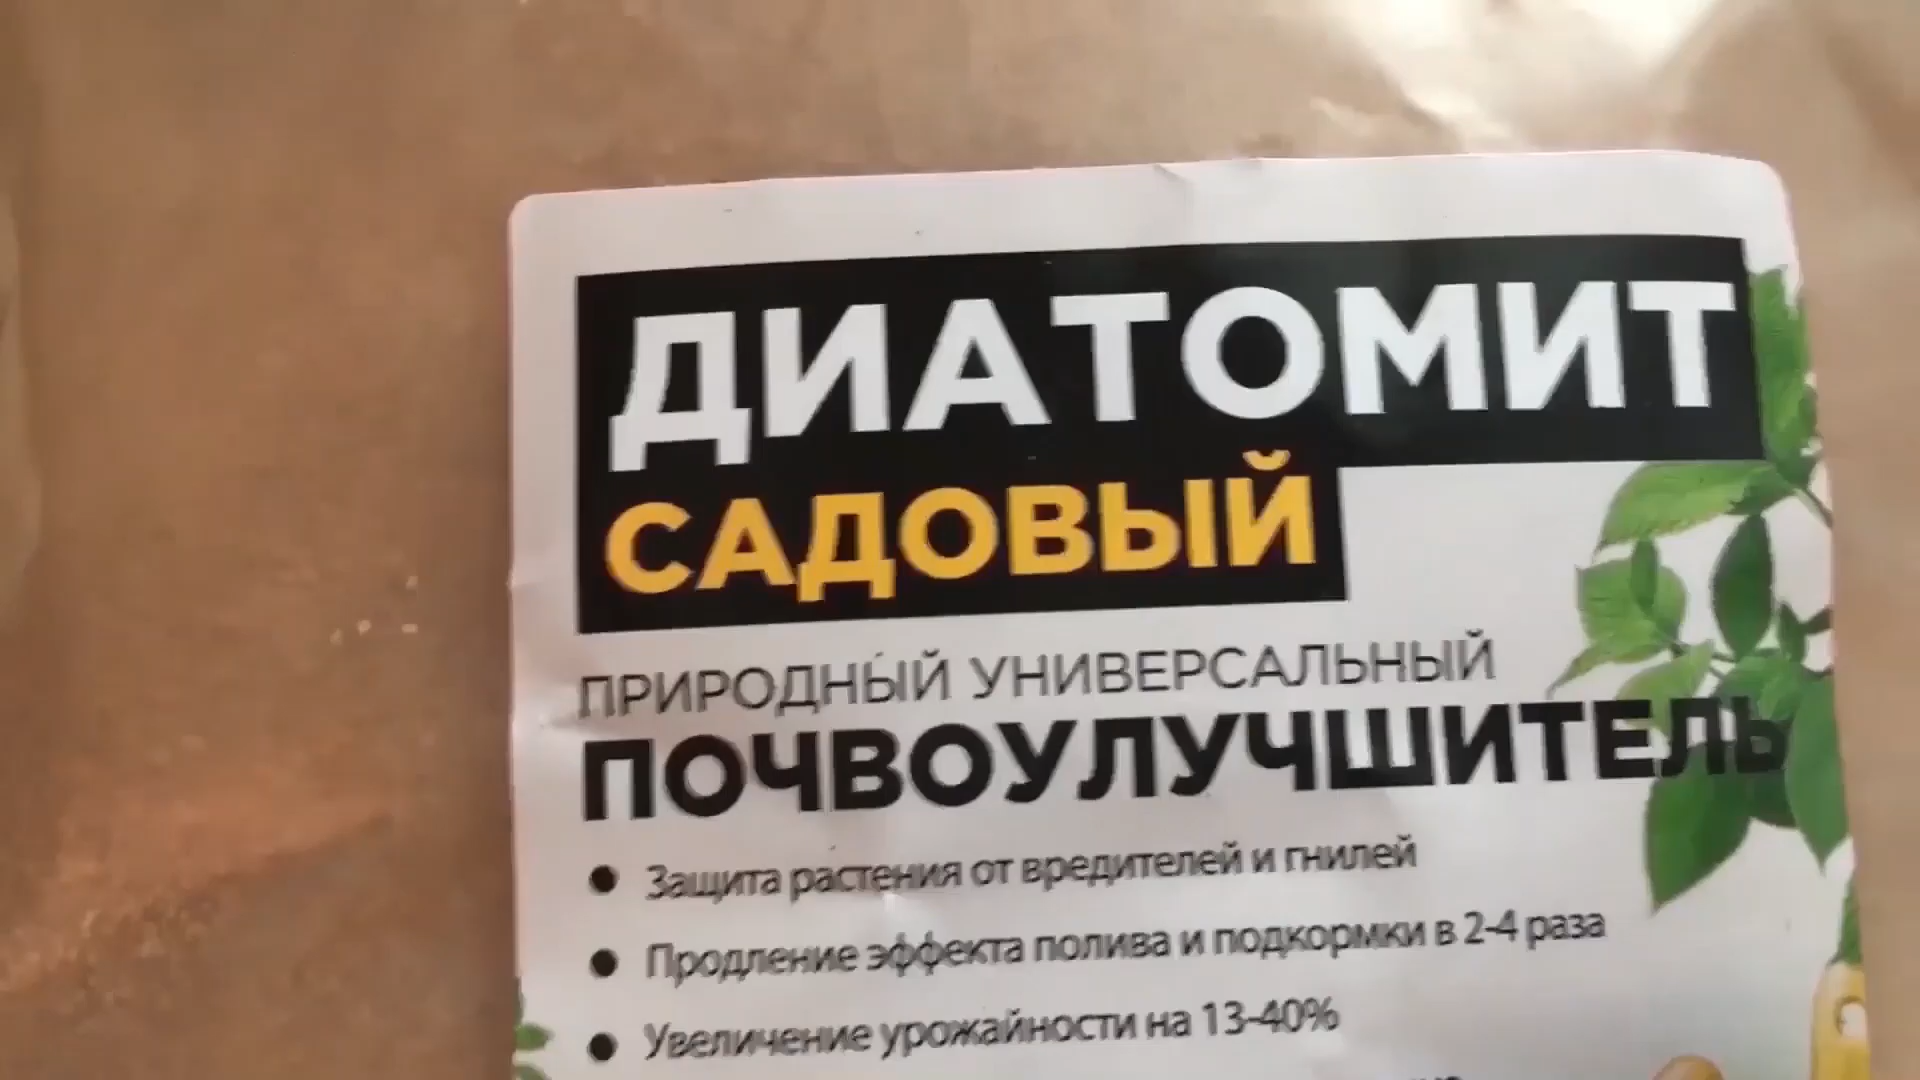 ДИАТОМИТ
САДОВЫЙ
ПРИРОДНЫЙ УНИВЕРСАЛЬНЫЙ
ПОЧВОУЛУЧШИТЕЛЬ
• Защита растения от вредителей и гнилей
• Продление эффекта полива и подкормки в 2-4 раза
• Увеличение урожайности на 13-40%